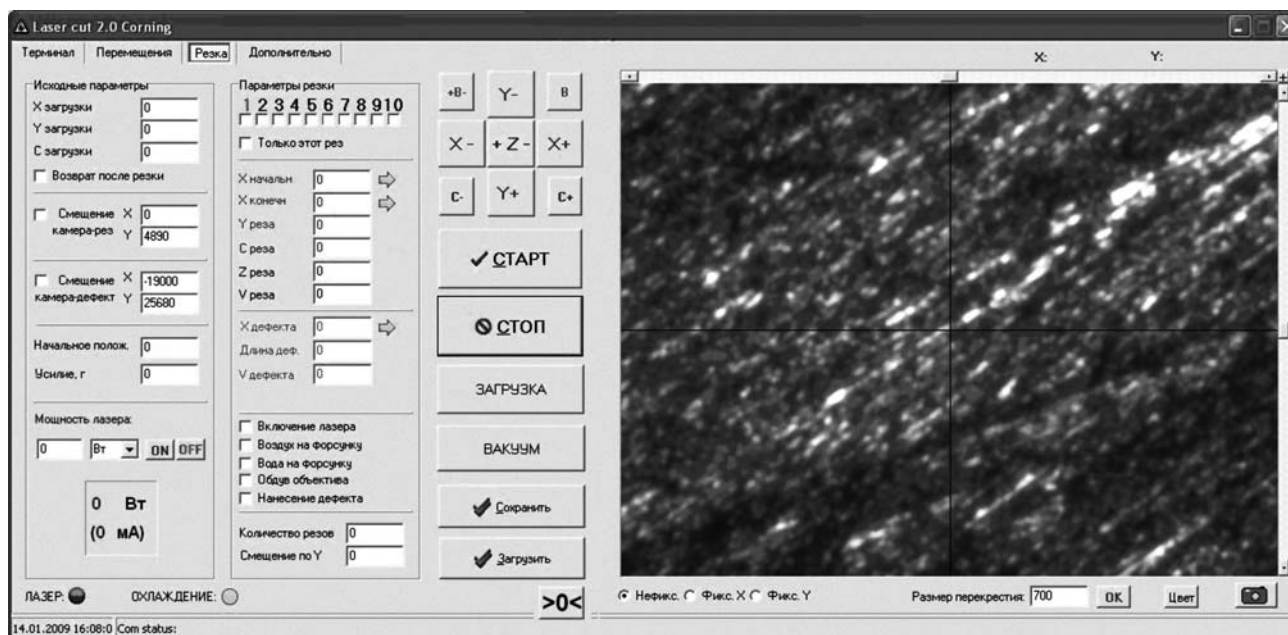 Laser cut 2.0 Corning
Терминал Перемещения Резка Дополнительно
X: Y:
Исходные параметры
X загрузки 0
Y загрузки 0
C загрузки 0
Возврат после резки
Смещение X 0
камера-рез Y 4890
Смещение X -19000
камера-дефект Y 25680
Начальное полож. 0
Усилие, г 0
Мощность лазера:
0 Вт ON OFF
0 Вт
(0 мА)
Параметры резки
1 2 3 4 5 6 7 8 9 10
Только этот рез
X начальн 0
X конечн 0
Y реза 0
C реза 0
Z реза 0
V реза 0
X дефекта 0
Длина деф. 0
V дефекта 0
Включение лазера
Воздух на форсунку
Вода на форсунку
Обдув объектива
Нанесение дефекта
Количество резов 0
Смещение по Y 0
+B- Y- B
X - + Z - X+
C- Y+ C+
СТАРТ
СТОП
ЗАГРУЗКА
ВАКУУМ
Сохранить
Загрузить
>0<
ЛАЗЕР: ОХЛАЖДЕНИЕ:
Нефикс. Фикс. X Фикс. Y Размер перекрестия: 700 OK Цвет
14.01.2009 16:08:0 Com status: